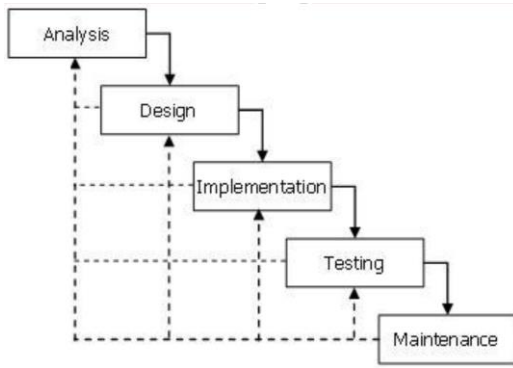 Analysis
Design
Implementation
Testing
Maintenance